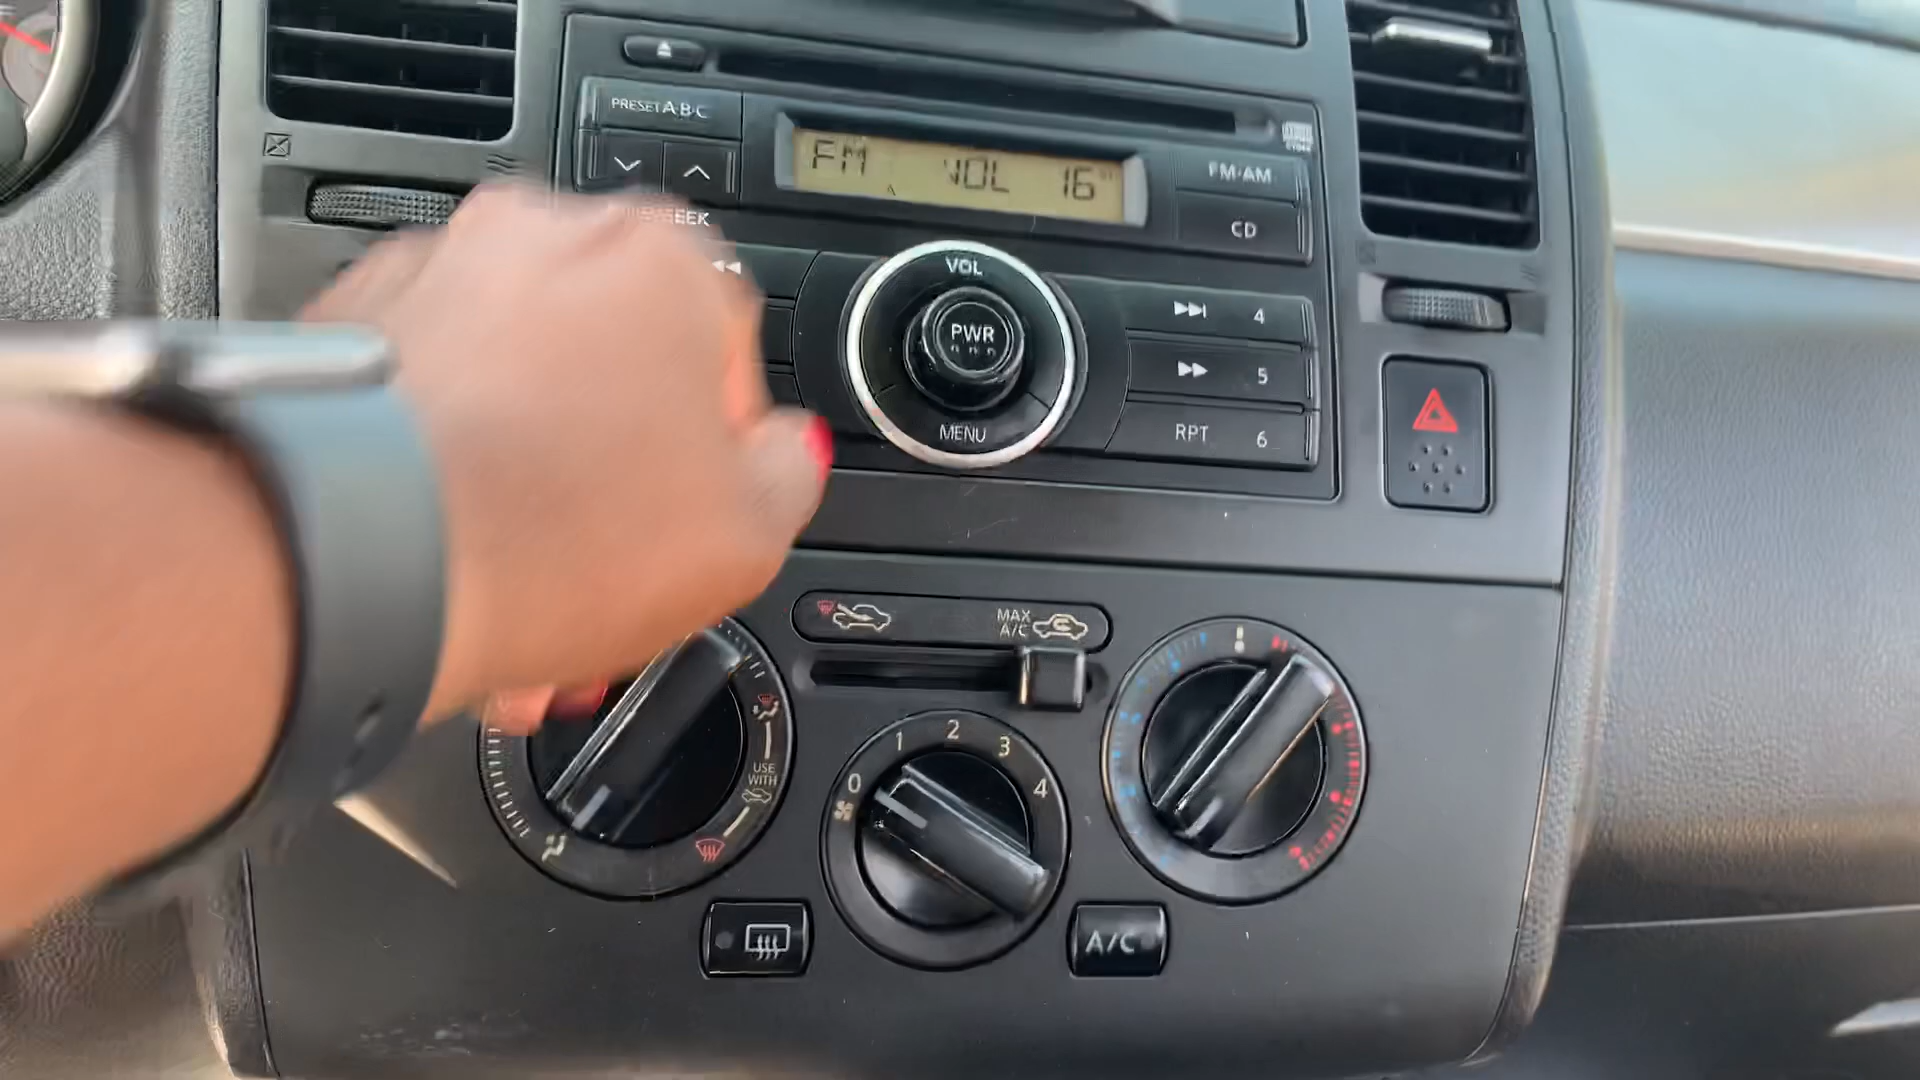 PRESET A·B·C
FM VOL 16
FM·AM
CD
VOL
PWR
MENU
4
5
RPT 6
MAX
A/C
0 1 2 3 4
USE
WITH
A/C